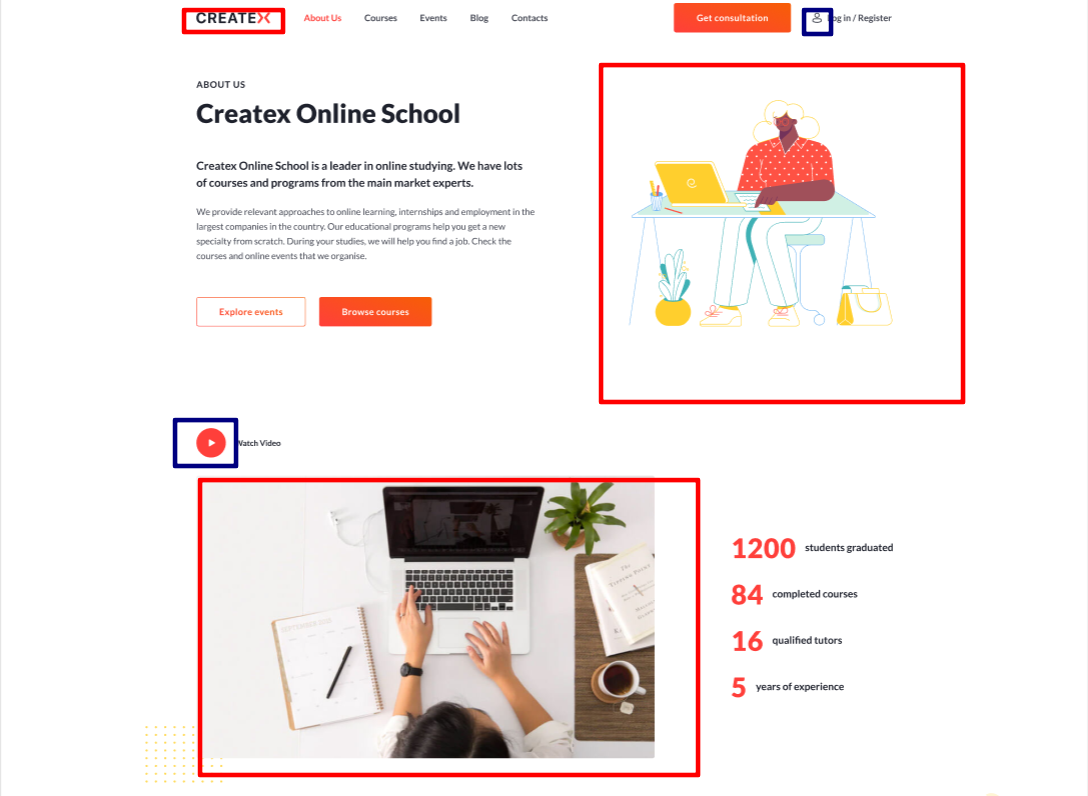 CREATEX
About Us
Courses
Events
Blog
Contacts
Get consultation
Log in / Register
ABOUT US
Createx Online School
Createx Online School is a leader in online studying. We have lots
of courses and programs from the main market experts.
We provide relevant approaches to online learning, internships and employment in the
largest companies in the country. Our educational programs help you get a new
specialty from scratch. During your studies, we will help you find a job. Check the
courses and online events that we organise.
Explore events
Browse courses
Watch Video
1200 students graduated
84 completed courses
16 qualified tutors
5 years of experience
The
Tipping Point